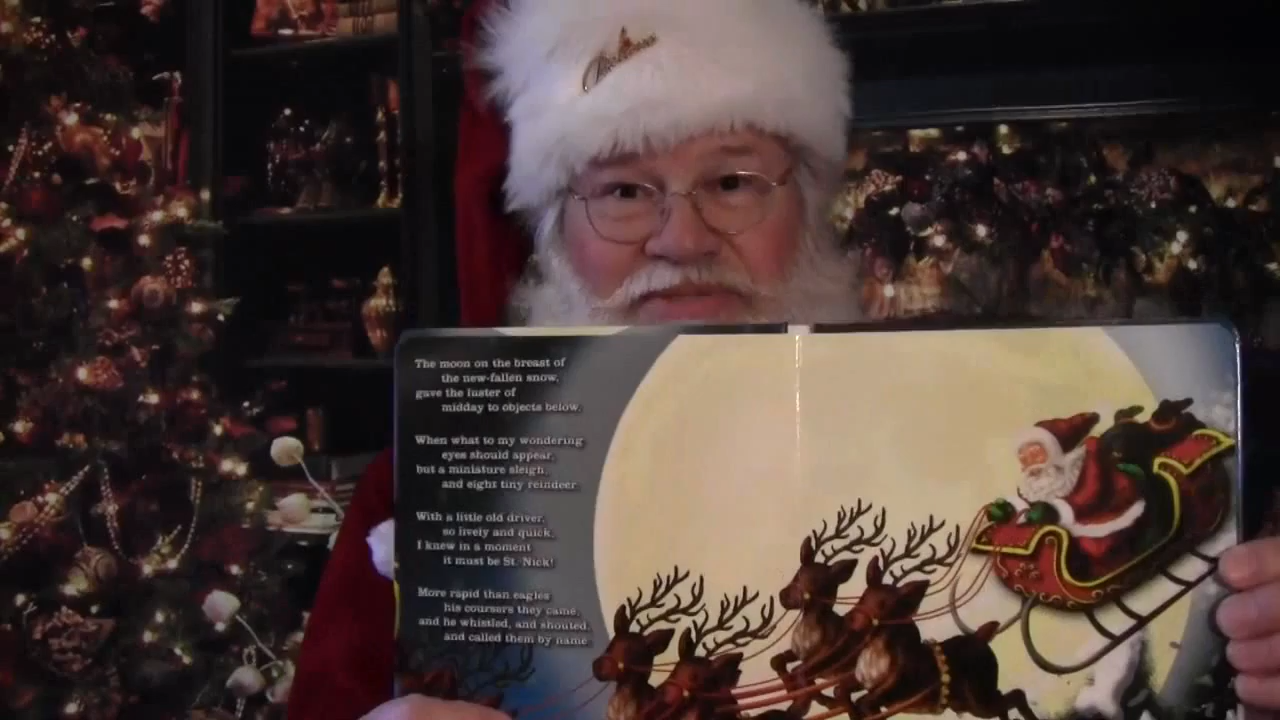 The moon on the breast of
the new-fallen snow,
gave the luster of
midday to objects below.
When what to my wondering
eyes should appear,
but a miniature sleigh,
and eight tiny reindeer.
With a little old driver,
so lively and quick,
I knew in a moment
it must be St. Nick!
More rapid than eagles
his coursers they came,
and he whistled, and shouted,
and called them by name: